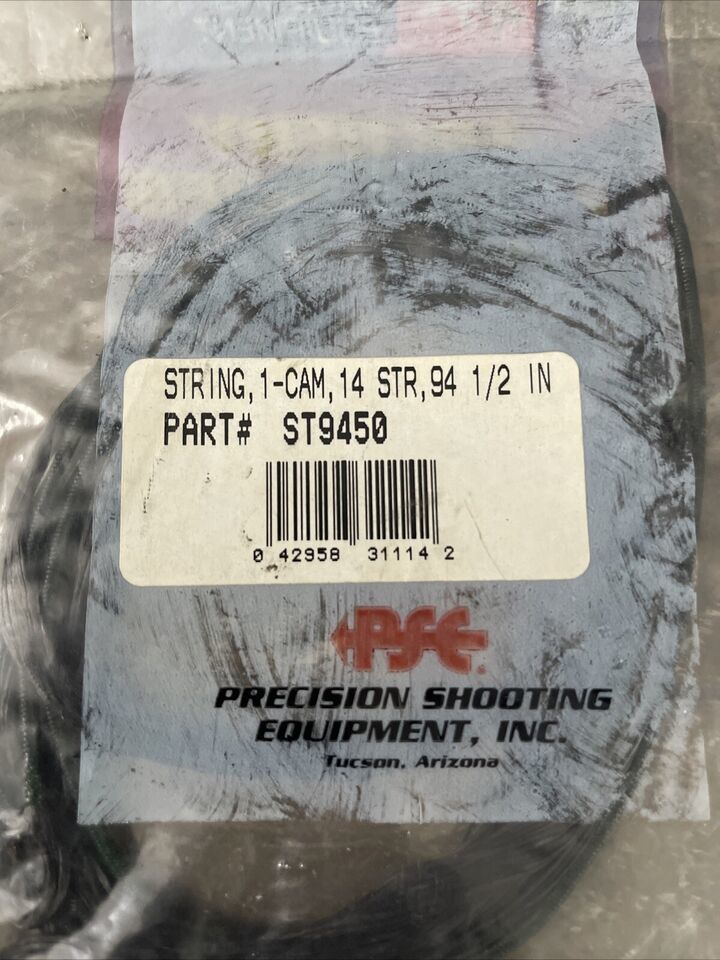 EQUIPMENT
STRING,1-CAM,14 STR,94 1/2 IN
PART# ST9450
0 42958 31114 2
PSE
PRECISION SHOOTING
EQUIPMENT, INC.
Tucson, Arizona